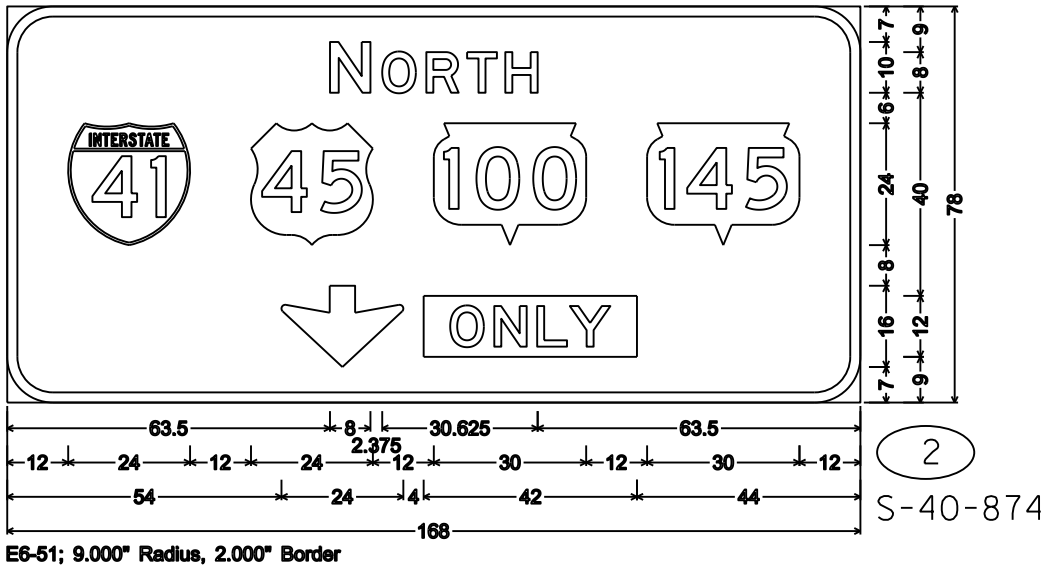 NORTH
INTERSTATE
41 45 100 145
ONLY
7 10 6 24 8 16 7
9 8 40 12 9
78
63.5 8 2.375 30.625 63.5
12 24 12 24 12 30 12 30 12
54 24 4 42 44
168
2
S-40-874
E6-51; 9.000" Radius, 2.000" Border